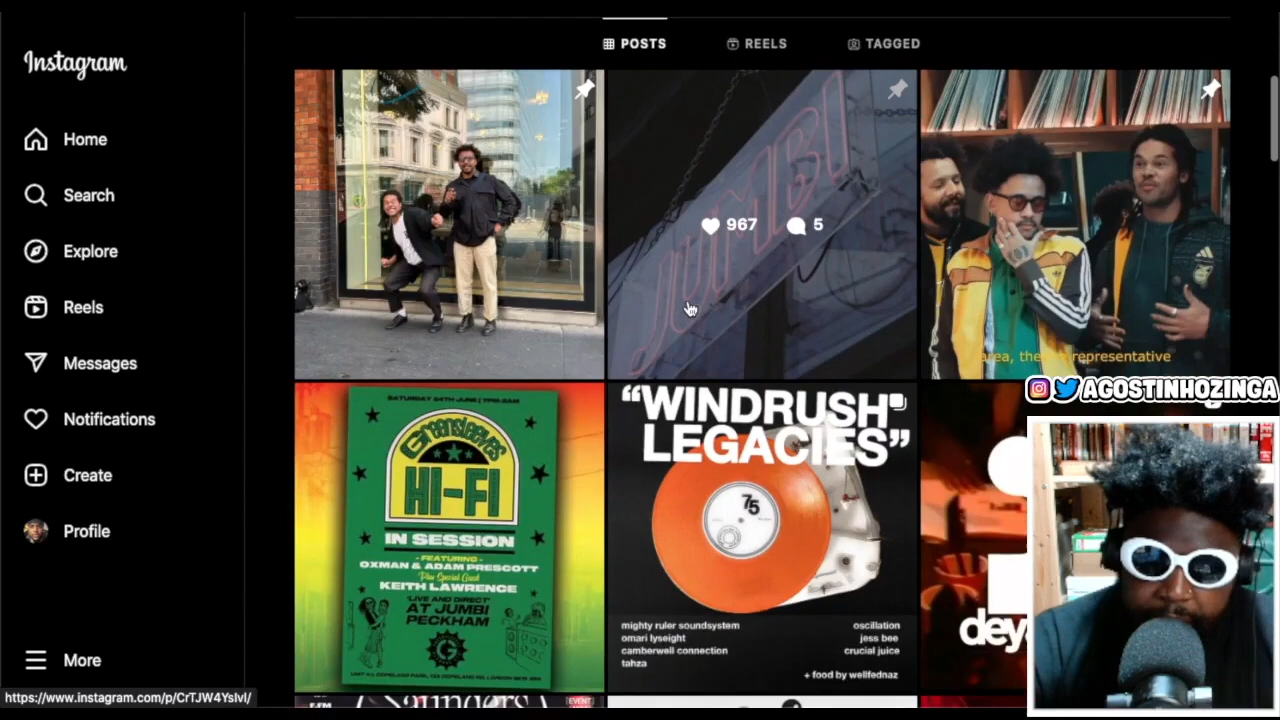 Instagram
Home
Search
Explore
Reels
Messages
Notifications
Create
Profile
More
https://www.instagram.com/p/CrTJW4YsIvI/
POSTS
REELS
TAGGED
JUMBI
967
5
area, the representative
AGOSTINHOZINGA
SATURDAY 24TH JUNE | 7PM-2AM
Greensleeves
HI-FI
IN SESSION
- FEATURING -
OXMAN & ADAM PRESCOTT
Plus Special Guest
KEITH LAWRENCE
'LIVE AND DIRECT'
AT JUMBI
PECKHAM
G
“WINDRUSH
LEGACIES”
75
mighty ruler soundsystem
omari lyseight
camberwell connection
tahza
oscillation
jess bee
crucial juice
+ food by wellfednaz